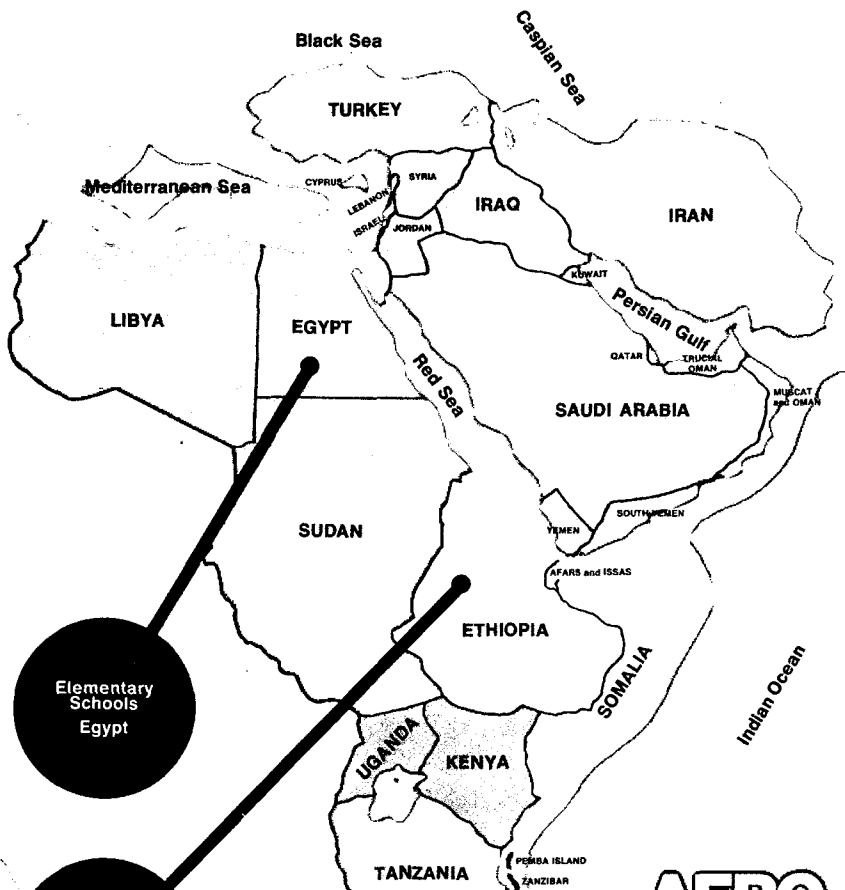 Black Sea
Caspian Sea
TURKEY
Mediterranean Sea
CYPRUS
SYRIA
LEBANON
ISRAEL
IRAQ
IRAN
JORDAN
KUWAIT
LIBYA
EGYPT
Persian Gulf
Red Sea
QATAR
TRUCIAL
OMAN
SAUDI ARABIA
MUSCAT
and OMAN
SUDAN
YEMEN
SOUTH YEMEN
AFARS and ISSAS
ETHIOPIA
SOMALIA
Indian Ocean
Elementary
Schools
Egypt
UGANDA
KENYA
TANZANIA
PEMBA ISLAND
ZANZIBAR